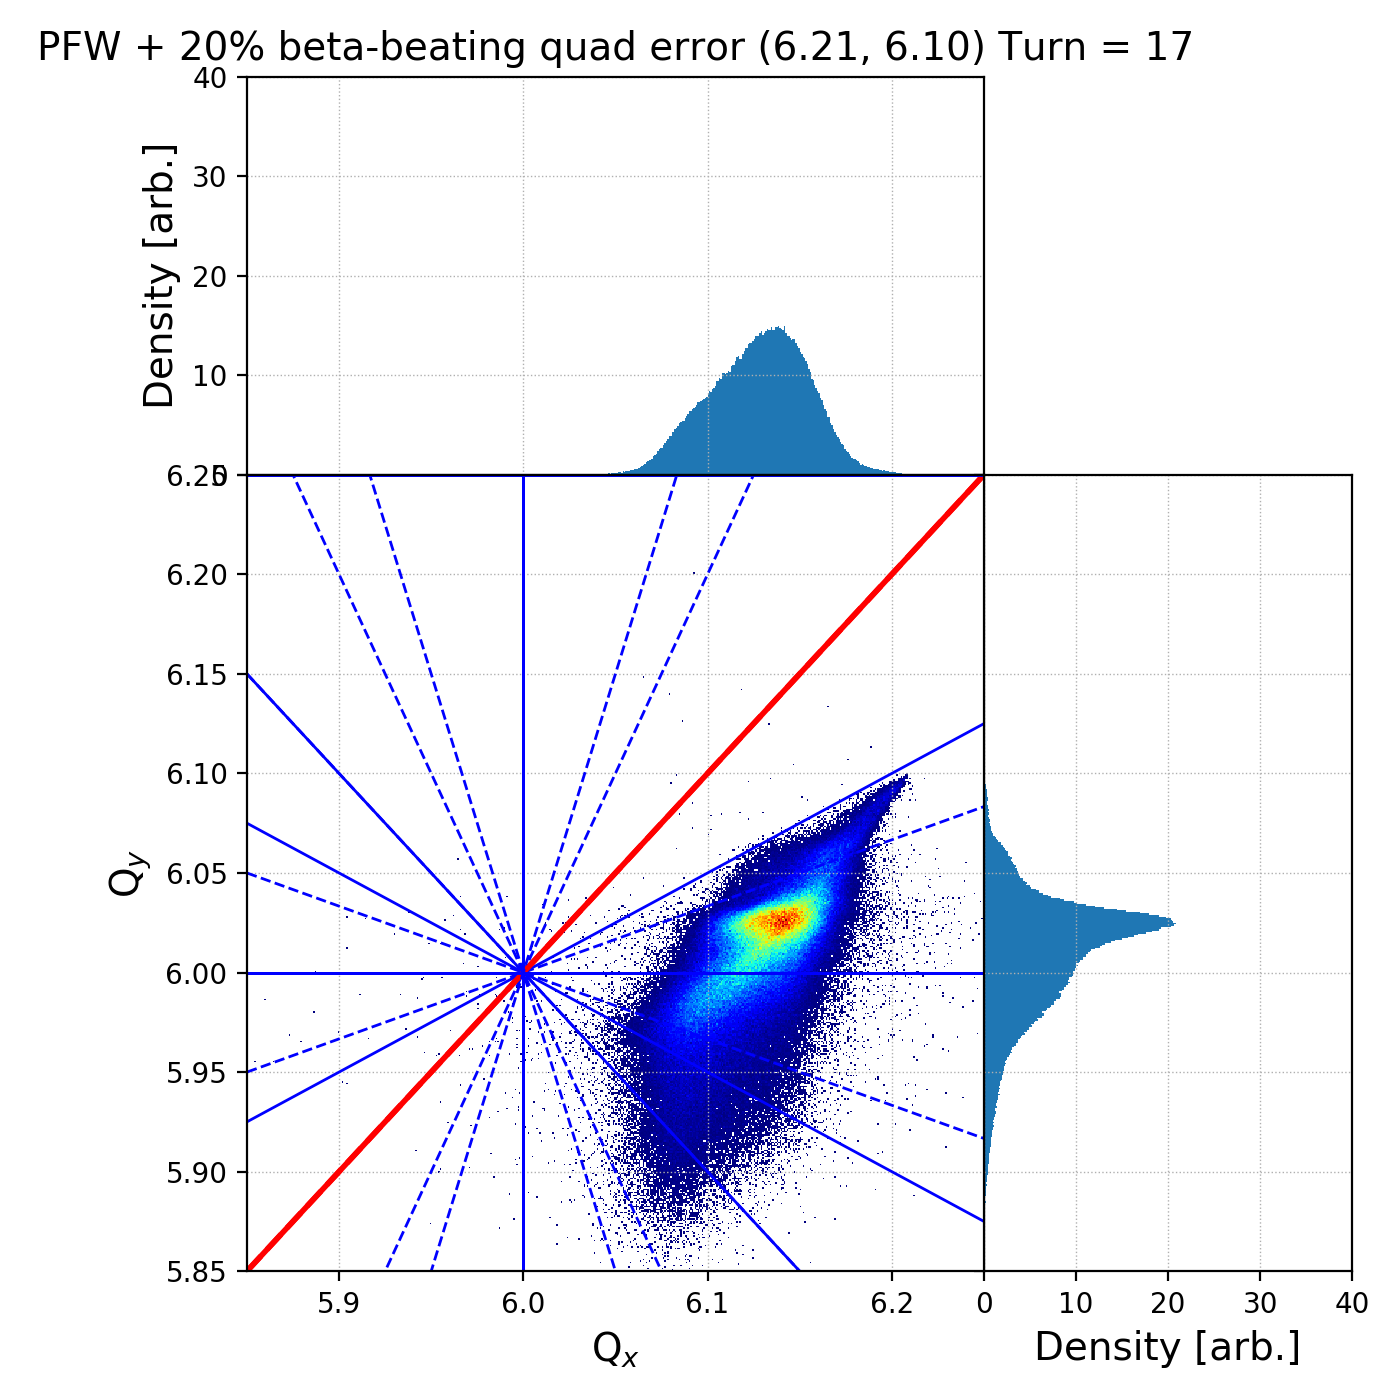 PFW + 20% beta-beating quad error (6.21, 6.10) Turn = 17
40
30
20
10
0
Density [arb.]
6.25
6.20
6.15
6.10
6.05
6.00
5.95
5.90
5.85
Qy
5.9 6.0 6.1 6.2
Qx
0 10 20 30 40
Density [arb.]